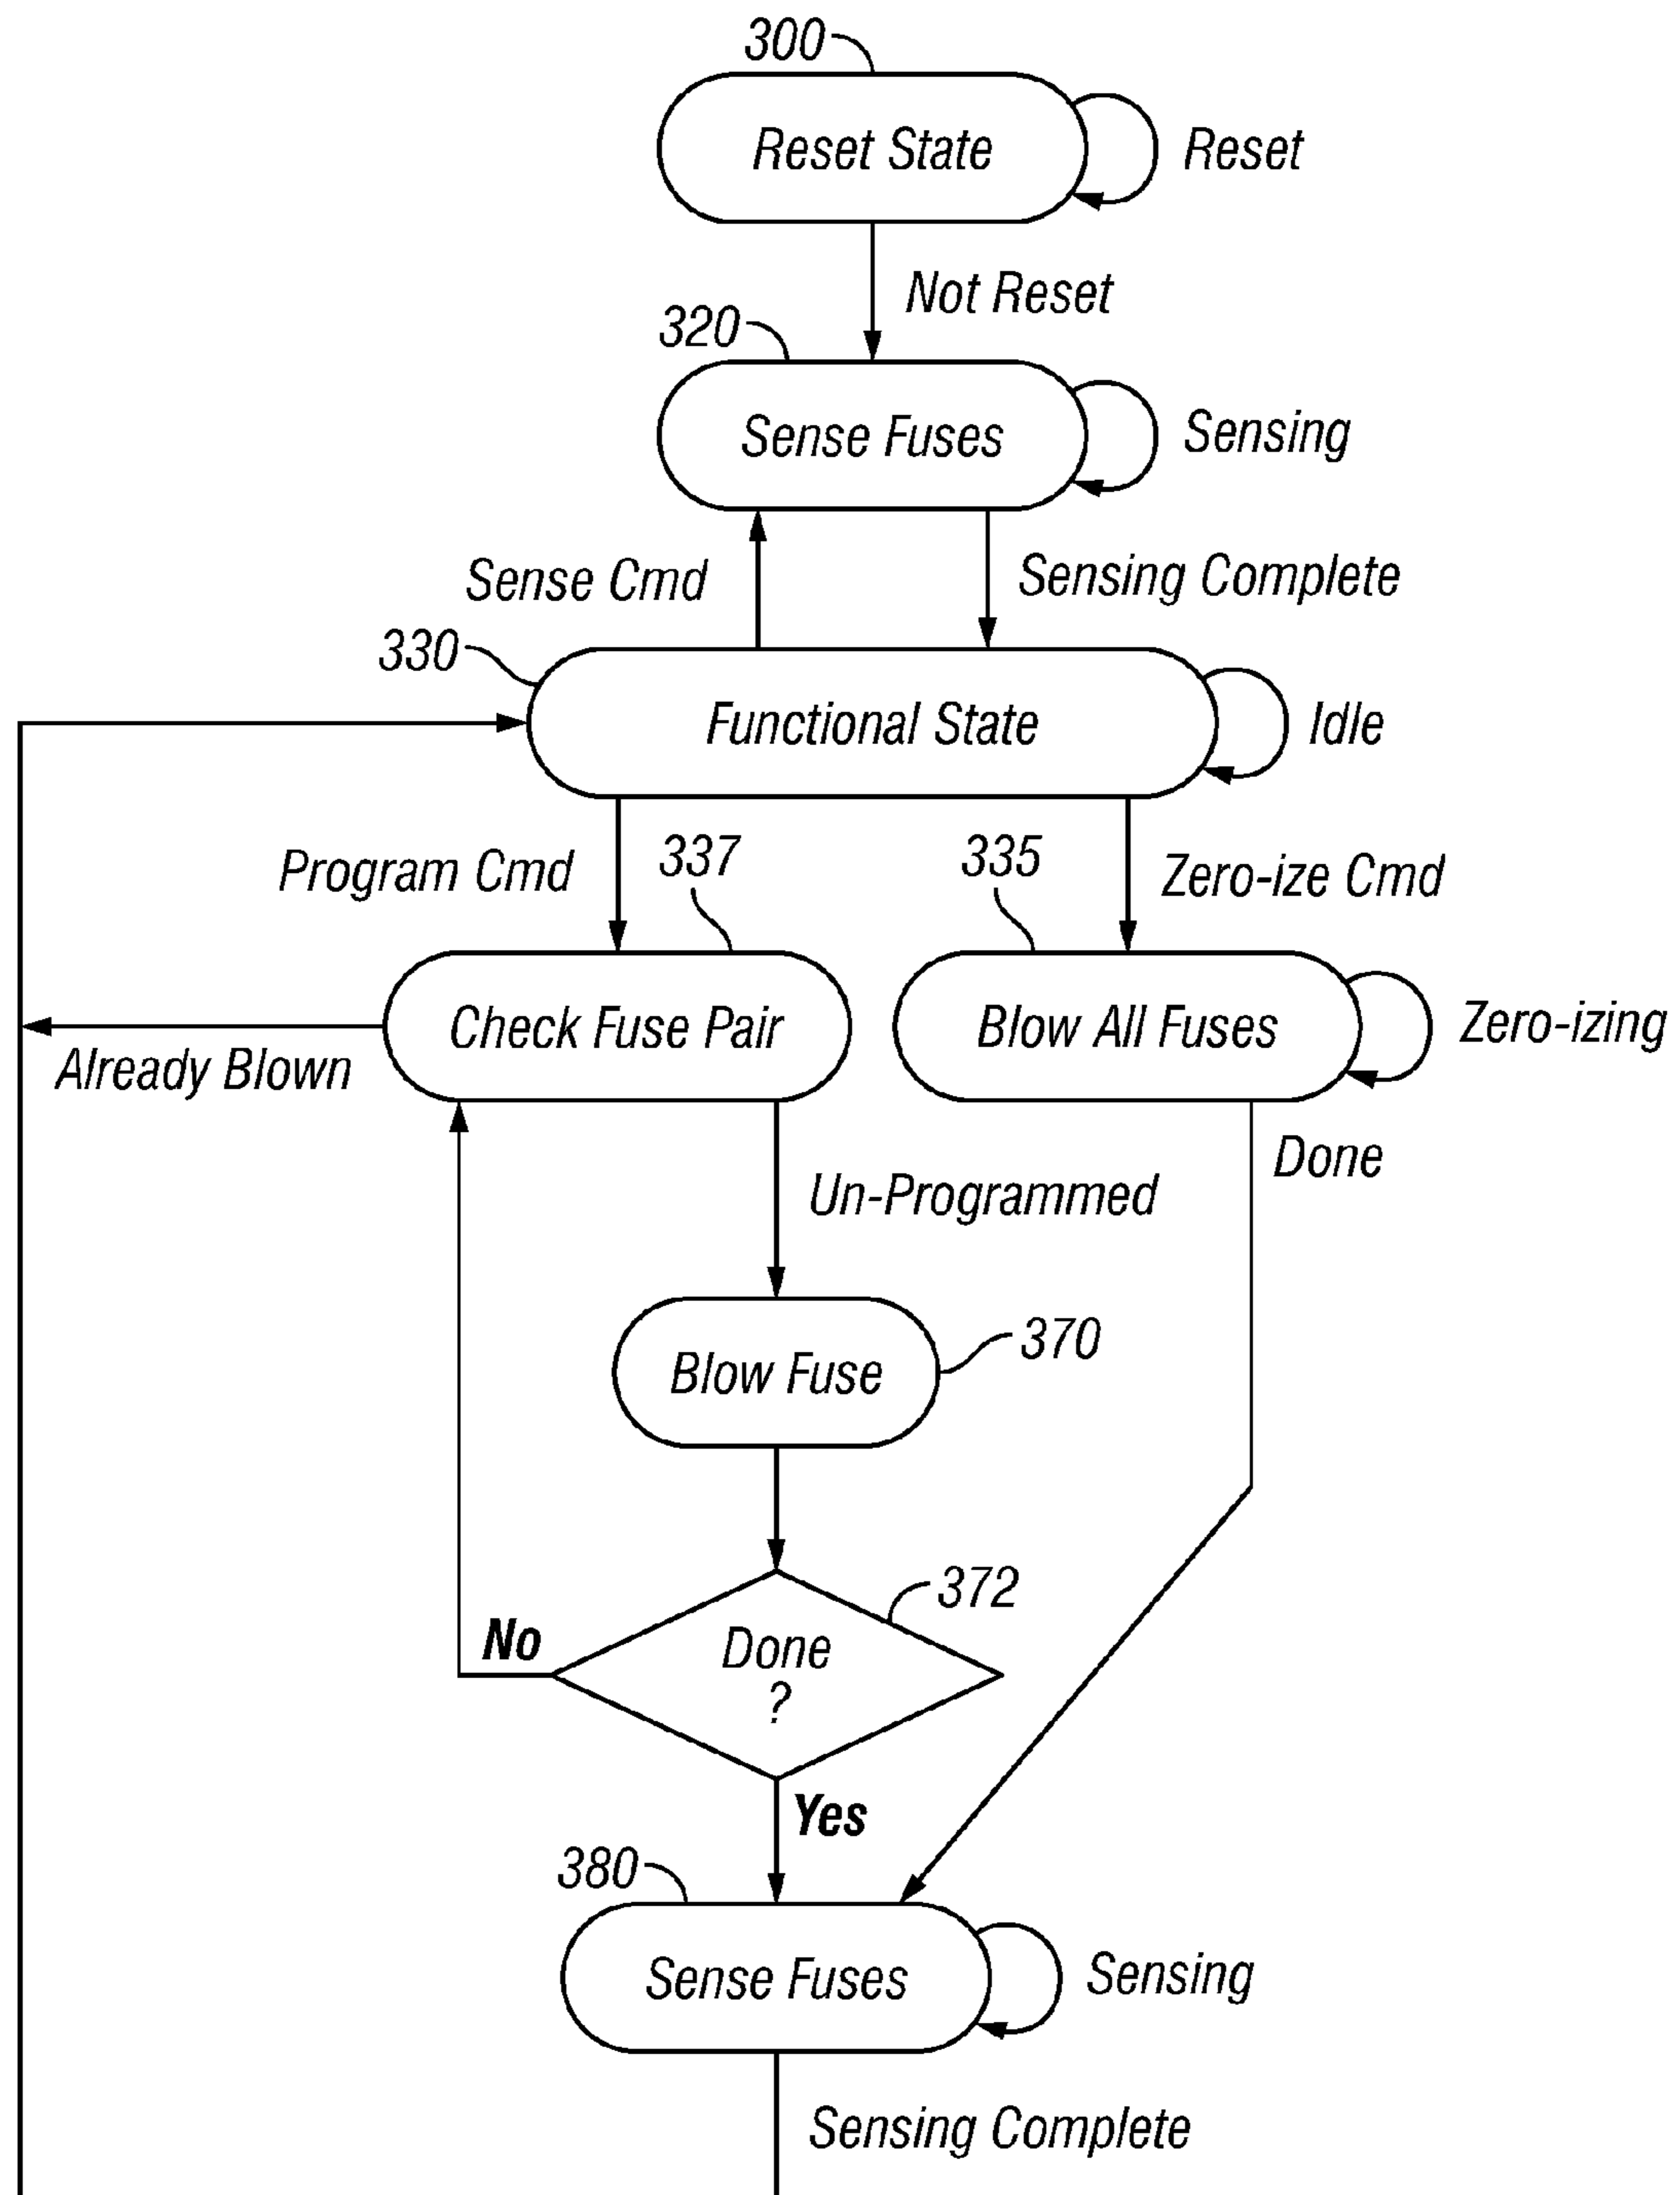 300
Reset State
Reset
Not Reset
320
Sense Fuses
Sensing
Sense Cmd
Sensing Complete
330
Functional State
Idle
Program Cmd
337
335
Zero-ize Cmd
Check Fuse Pair
Blow All Fuses
Zero-izing
Already Blown
Done
Un-Programmed
Blow Fuse
370
372
No
Done
?
Yes
380
Sense Fuses
Sensing
Sensing Complete